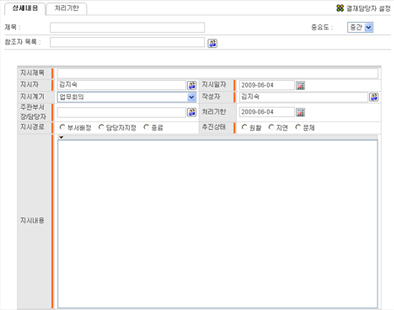 상세내용 처리기한 결재담당자 설정
제목 : 중요도 : 중간
참조자 목록 :
지시제목
지시자 김지숙 지시일자 2009-06-04
지시계기 업무회의 작성자 김지숙
주관부서
장/담당자 처리기한 2009-06-04
지시경로 부서배정 담당자지정 종료 추진상태 원활 지연 문제
지시내용